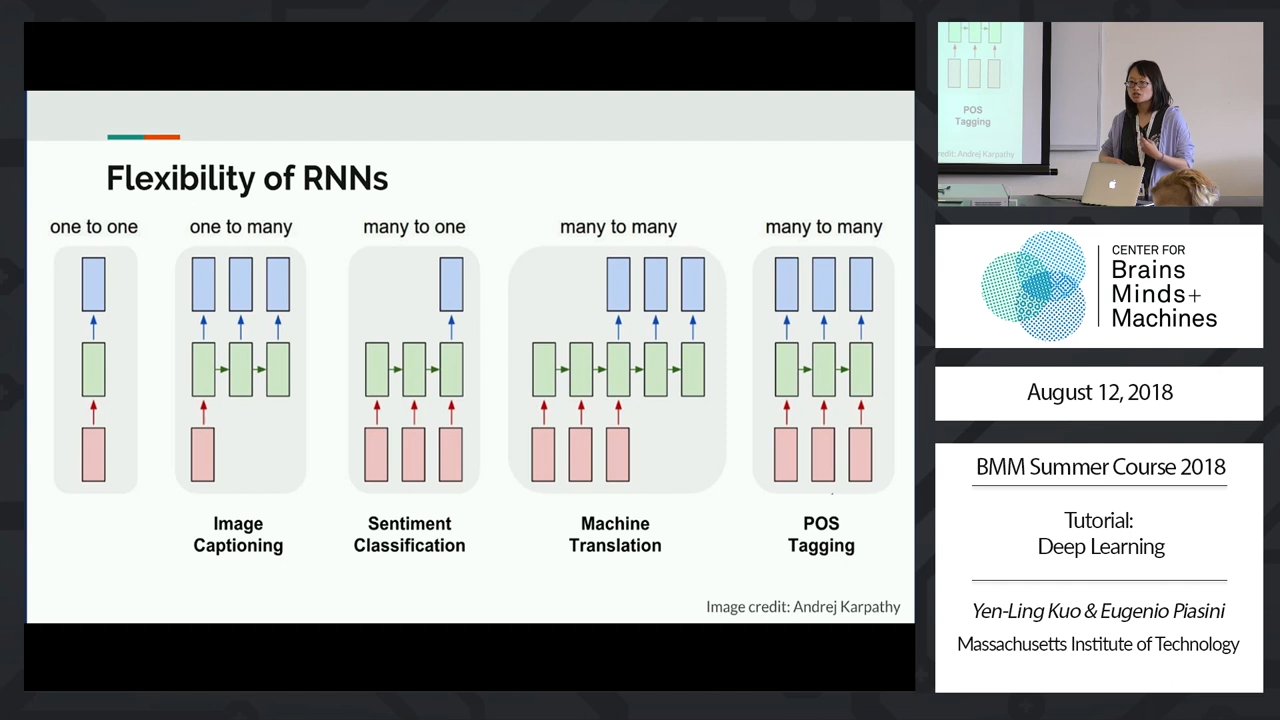 Flexibility of RNNs
one to one
one to many
many to one
many to many
many to many
Image
Captioning
Sentiment
Classification
Machine
Translation
POS
Tagging
Image credit: Andrej Karpathy
POS
Tagging
credit: Andrej Karpathy
CENTER FOR
Brains
Minds+
Machines
August 12, 2018
BMM Summer Course 2018
Tutorial:
Deep Learning
Yen-Ling Kuo & Eugenio Piasini
Massachusetts Institute of Technology